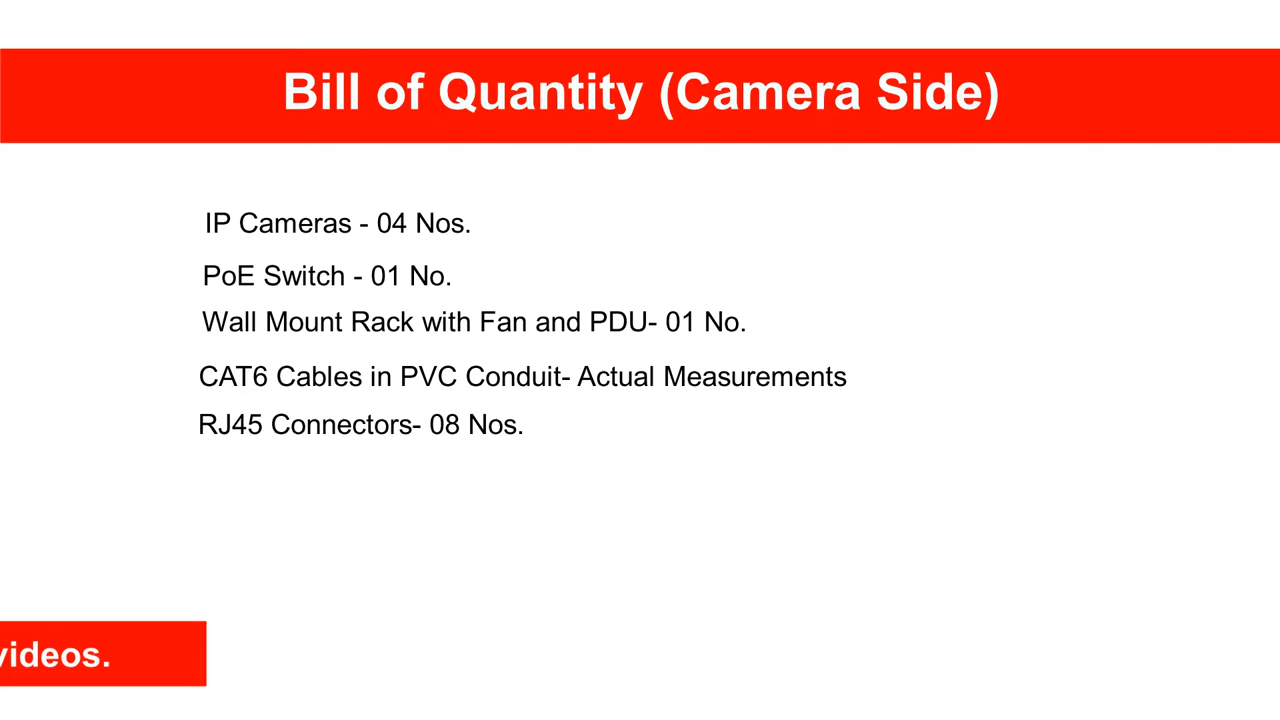 Bill of Quantity (Camera Side)
IP Cameras - 04 Nos.
PoE Switch - 01 No.
Wall Mount Rack with Fan and PDU- 01 No.
CAT6 Cables in PVC Conduit- Actual Measurements
RJ45 Connectors- 08 Nos.
videos.